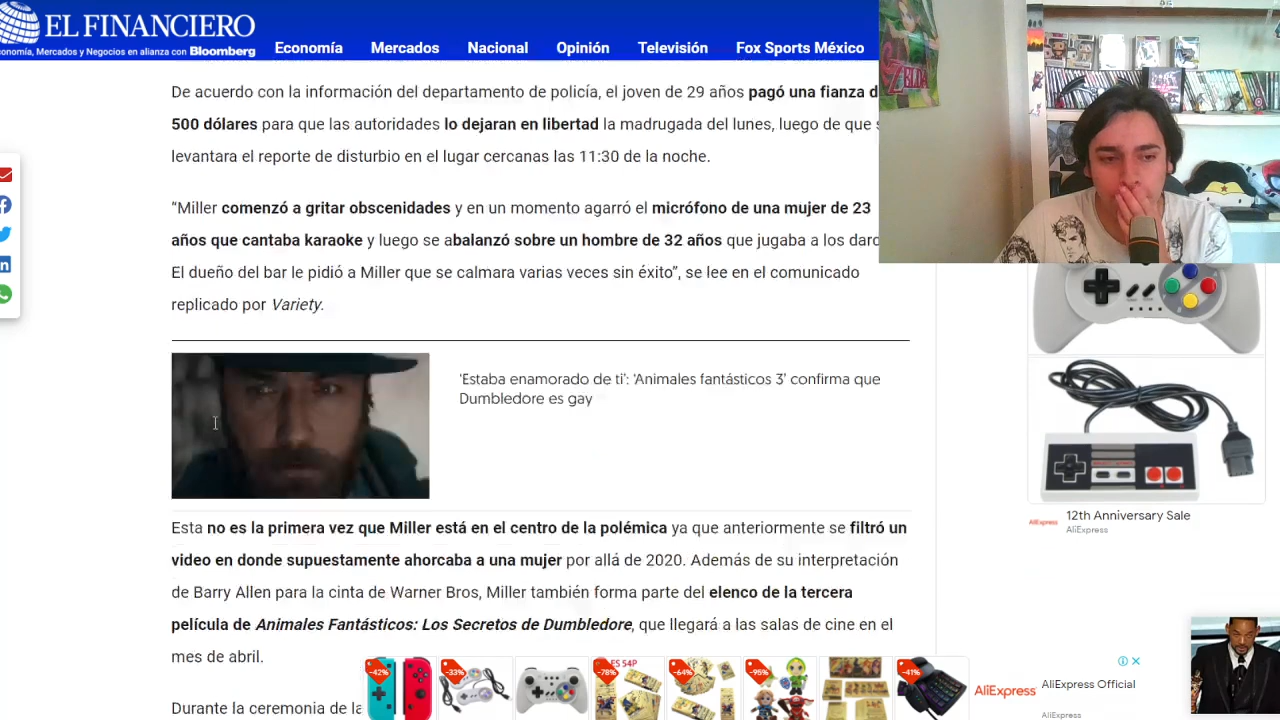 EL FINANCIERO
conomía, Mercados y Negocios en alianza con Bloomberg
Economía Mercados Nacional Opinión Televisión Fox Sports México
ZELDA
De acuerdo con la información del departamento de policía, el joven de 29 años pagó una fianza d
500 dólares para que las autoridades lo dejaran en libertad la madrugada del lunes, luego de que s
levantara el reporte de disturbio en el lugar cercanas las 11:30 de la noche.
“Miller comenzó a gritar obscenidades y en un momento agarró el micrófono de una mujer de 23
años que cantaba karaoke y luego se abalanzó sobre un hombre de 32 años que jugaba a los dard
El dueño del bar le pidió a Miller que se calmara varias veces sin éxito”, se lee en el comunicado
replicado por Variety.
‘Estaba enamorado de ti’: ‘Animales fantásticos 3’ confirma que
Dumbledore es gay
Esta no es la primera vez que Miller está en el centro de la polémica ya que anteriormente se filtró un
video en donde supuestamente ahorcaba a una mujer por allá de 2020. Además de su interpretación
de Barry Allen para la cinta de Warner Bros, Miller también forma parte del elenco de la tercera
película de Animales Fantásticos: Los Secretos de Dumbledore, que llegará a las salas de cine en el
mes de abril.
Durante la ceremonia de la
AliExpress
12th Anniversary Sale
AliExpress
-42%
-33%
ES 54P
-78%
-64%
-95%
-41%
AliExpress
AliExpress Official
AliExpress